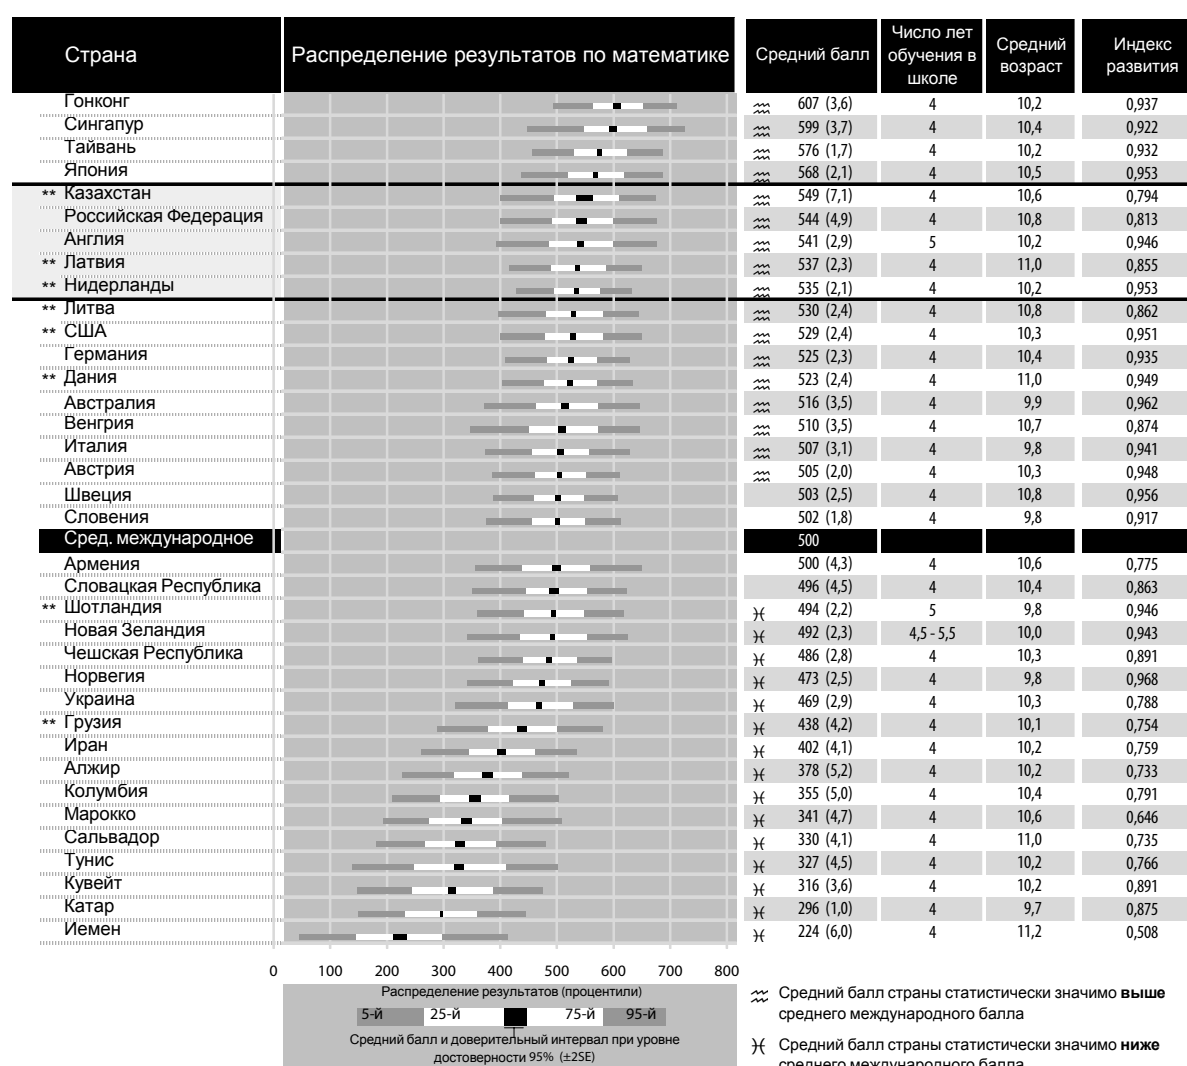 Страна Распределение результатов по математике Средний балл Число лет обучения в школе Средний возраст Индекс развития
Гонконг 607 (3,6) 4 10,2 0,937
Сингапур 599 (3,7) 4 10,4 0,922
Тайвань 576 (1,7) 4 10,2 0,932
Япония 568 (2,1) 4 10,5 0,953
** Казахстан 549 (7,1) 4 10,6 0,794
Российская Федерация 544 (4,9) 4 10,8 0,813
Англия 541 (2,9) 5 10,2 0,946
** Латвия 537 (2,3) 4 11,0 0,855
** Нидерланды 535 (2,1) 4 10,2 0,953
** Литва 530 (2,4) 4 10,8 0,862
** США 529 (2,4) 4 10,3 0,951
Германия 525 (2,3) 4 10,4 0,935
** Дания 523 (2,4) 4 11,0 0,949
Австралия 516 (3,5) 4 9,9 0,962
Венгрия 510 (3,5) 4 10,7 0,874
Италия 507 (3,1) 4 9,8 0,941
Австрия 505 (2,0) 4 10,3 0,948
Швеция 503 (2,5) 4 10,8 0,956
Словения 502 (1,8) 4 9,8 0,917
Сред. международное 500
Армения 500 (4,3) 4 10,6 0,775
Словацкая Республика 496 (4,5) 4 10,4 0,863
** Шотландия 494 (2,2) 5 9,8 0,946
Новая Зеландия 492 (2,3) 4,5 - 5,5 10,0 0,943
Чешская Республика 486 (2,8) 4 10,3 0,891
Норвегия 473 (2,5) 4 9,8 0,968
Украина 469 (2,9) 4 10,3 0,788
** Грузия 438 (4,2) 4 10,1 0,754
Иран 402 (4,1) 4 10,2 0,759
Алжир 378 (5,2) 4 10,2 0,733
Колумбия 355 (5,0) 4 10,4 0,791
Марокко 341 (4,7) 4 10,6 0,646
Сальвадор 330 (4,1) 4 11,0 0,735
Тунис 327 (4,5) 4 10,2 0,766
Кувейт 316 (3,6) 4 10,2 0,891
Катар 296 (1,0) 4 9,7 0,875
Иемен 224 (6,0) 4 11,2 0,508
0 100 200 300 400 500 600 700 800
Распределение результатов (процентили)
5-й 25-й 75-й 95-й
Средний балл и доверительный интервал при уровне
достоверности 95% (±2SE)
Средний балл страны статистически значимо выше
среднего международного балла
Средний балл страны статистически значимо ниже
среднего международного балла